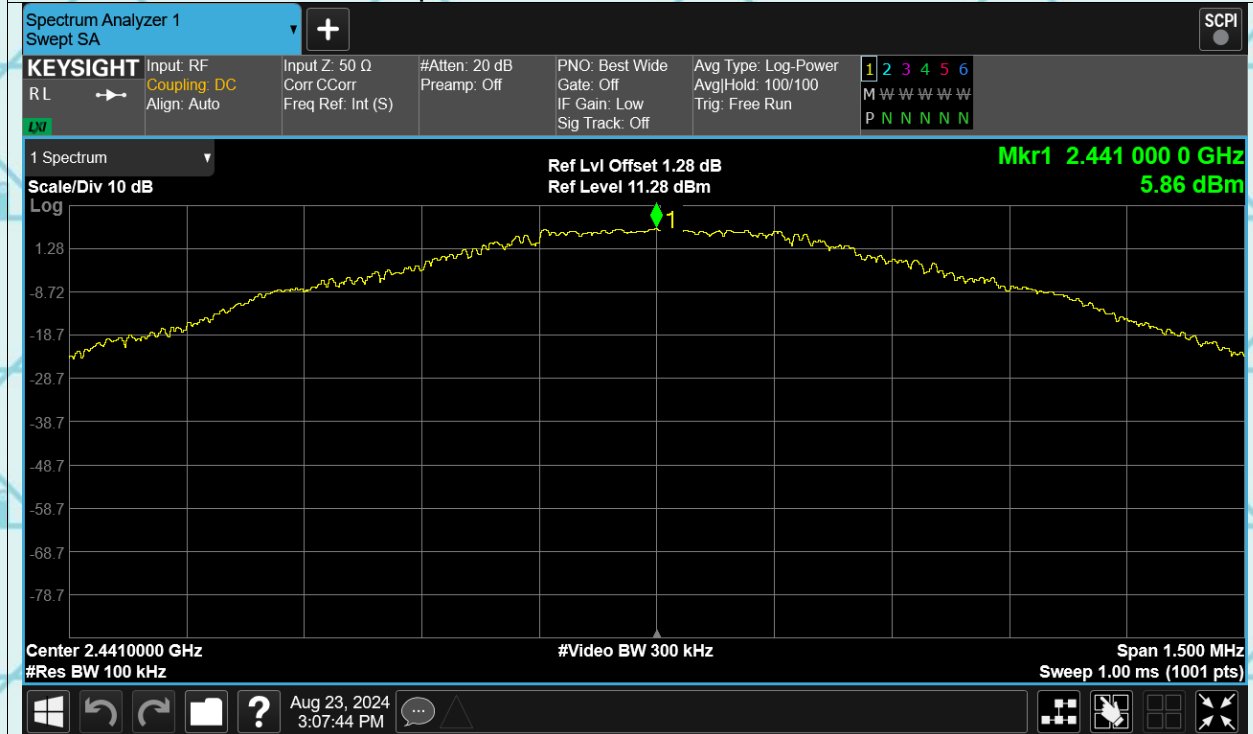 Spectrum Analyzer 1
Swept SA
+
SCPI
KEYSIGHT
R L
LXI
Input: RF
Coupling: DC
Align: Auto
Input Z: 50 Ω
Corr CCorr
Freq Ref: Int (S)
#Atten: 20 dB
Preamp: Off
PNO: Best Wide
Gate: Off
IF Gain: Low
Sig Track: Off
Avg Type: Log-Power
Avg|Hold: 100/100
Trig: Free Run
1 2 3 4 5 6
M W W W W W
P N N N N N
1 Spectrum
Scale/Div 10 dB
Log
Ref Lvl Offset 1.28 dB
Ref Level 11.28 dBm
Mkr1 2.441 000 0 GHz
5.86 dBm
1
1.28
-8.72
-18.7
-28.7
-38.7
-48.7
-58.7
-68.7
-78.7
Center 2.4410000 GHz
#Res BW 100 kHz
#Video BW 300 kHz
Span 1.500 MHz
Sweep 1.00 ms (1001 pts)
?
Aug 23, 2024
3:07:44 PM